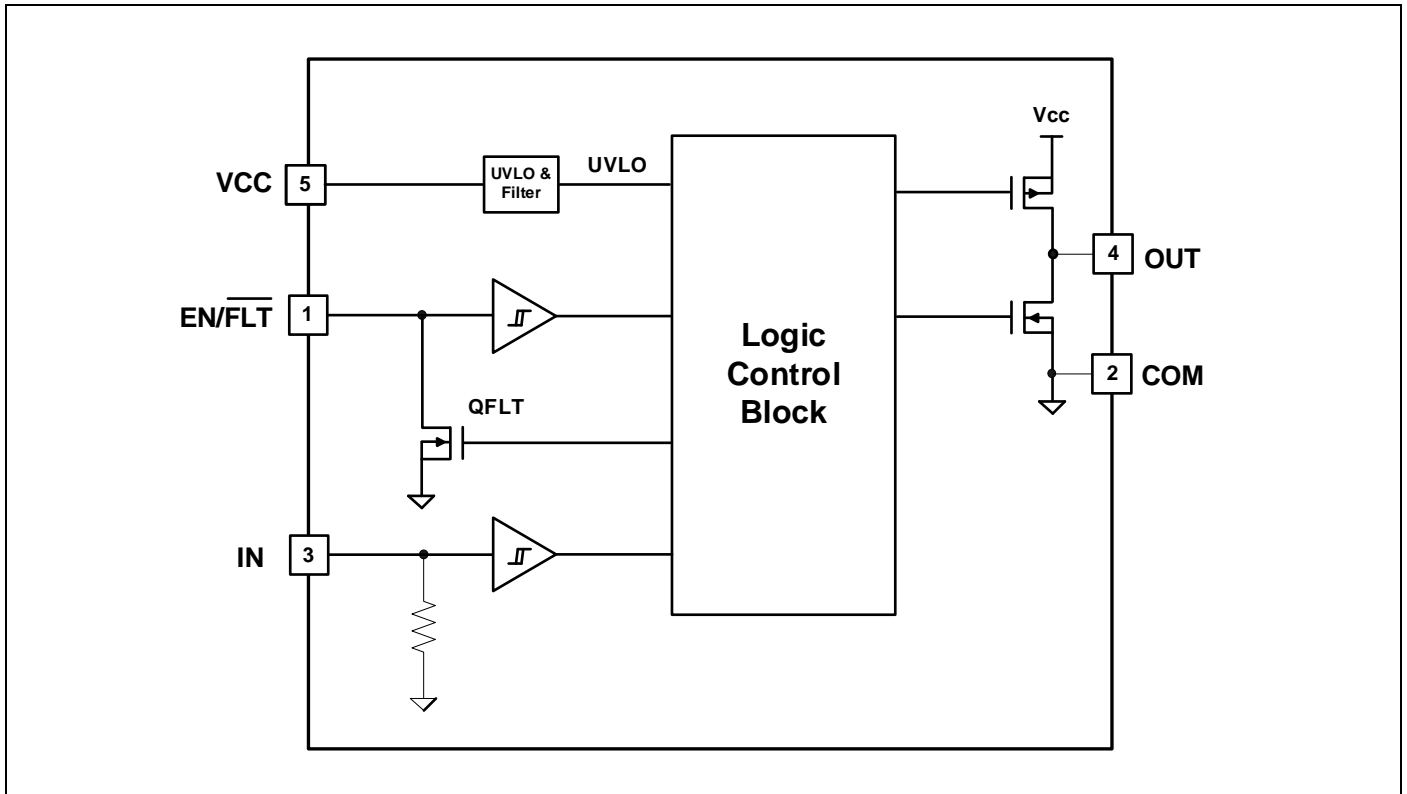 Vcc
VCC
5
UVLO &
Filter
UVLO
EN/FLT
1
4
OUT
Logic
Control
Block
2
COM
QFLT
IN
3